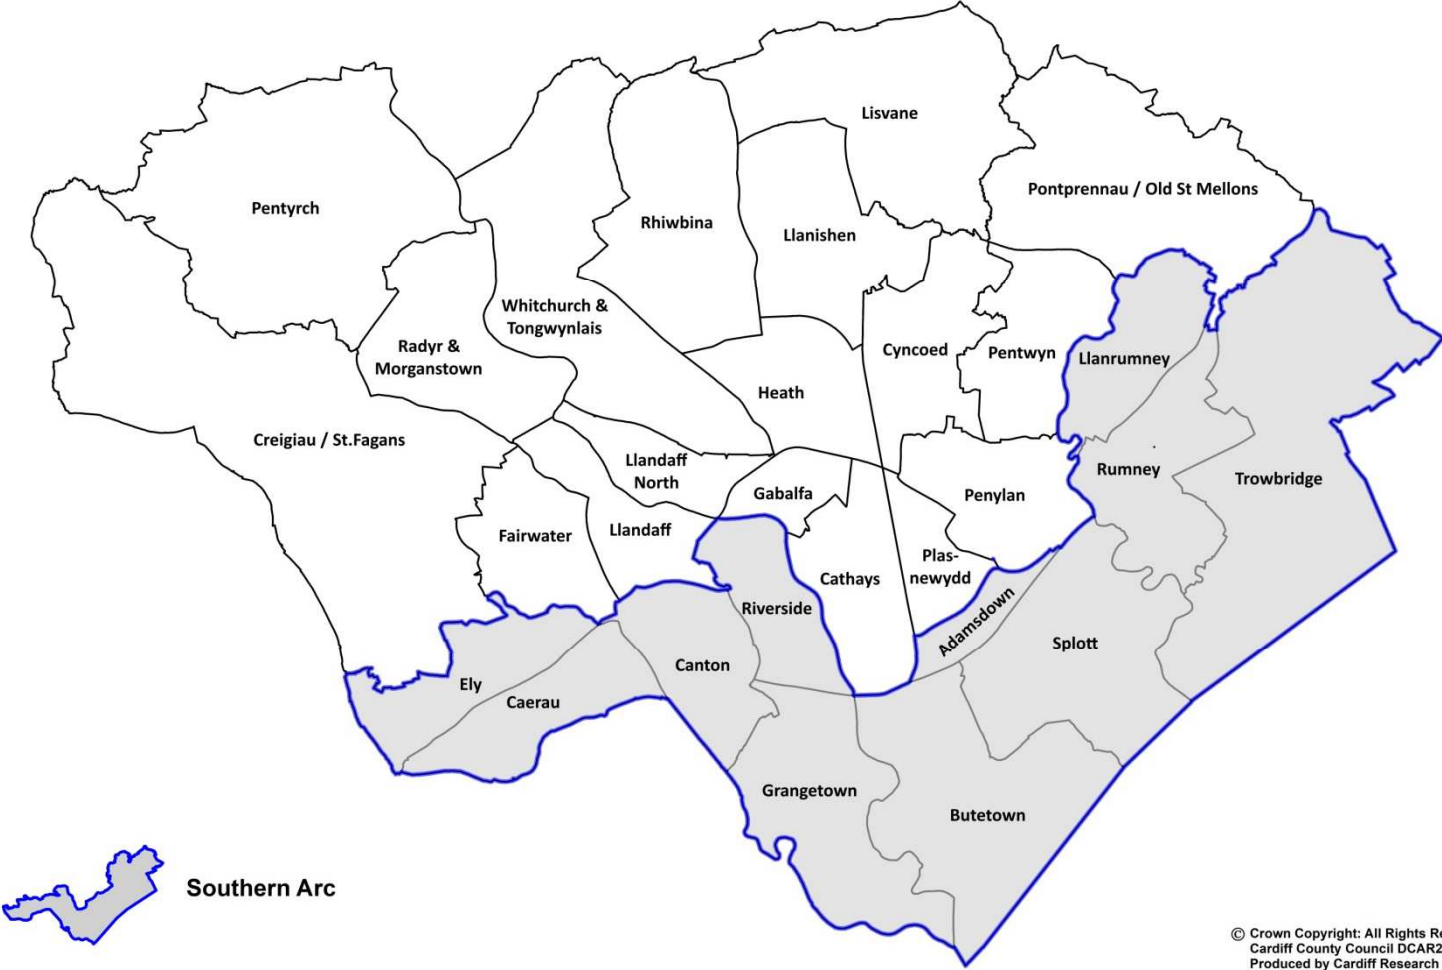 Lisvane
Pontprennau / Old St Mellons
Pentyrch
Rhiwbina
Llanishen
Whitchurch &
Tongwynlais
Radyr &
Morganstown
Cyncoed
Pentwyn
Llanrumney
Heath
Creigiau / St.Fagans
Llandaff
North
Rumney
Trowbridge
Gabalfa
Penylan
Fairwater
Llandaff
Plas-
newydd
Cathays
Riverside
Adamsdown
Splott
Canton
Ely
Caerau
Grangetown
Butetown
Southern Arc
© Crown Copyright: All Rights Re
Cardiff County Council DCAR2
Produced by Cardiff Research